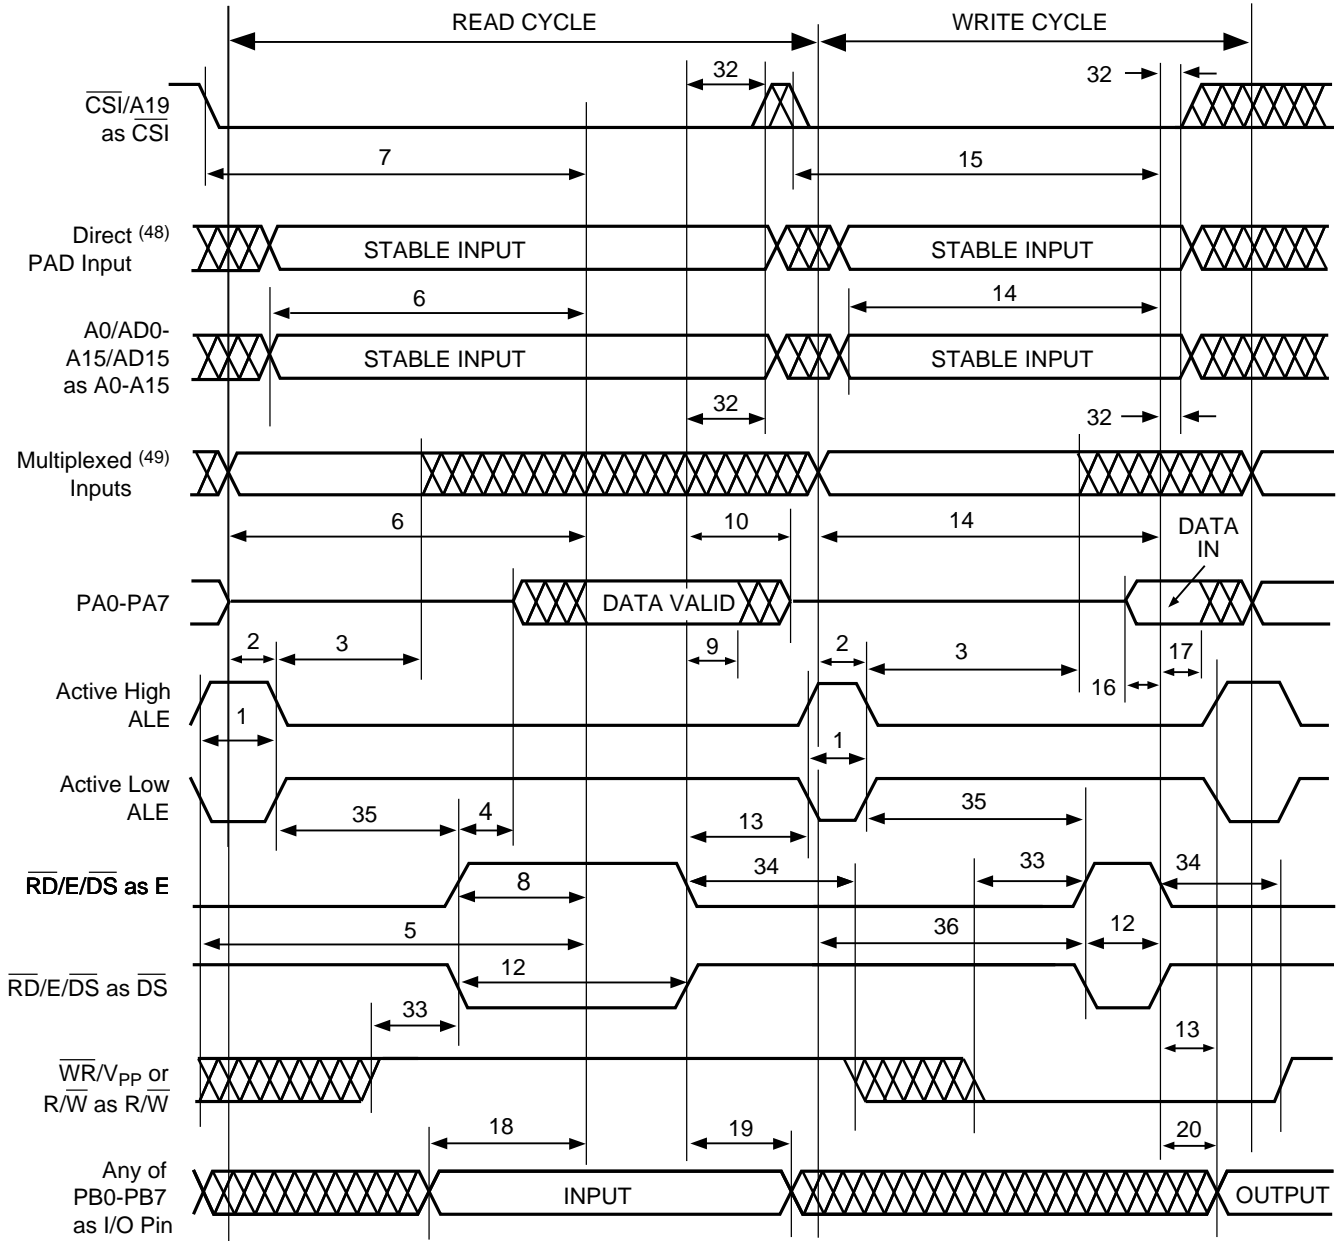 READ CYCLE
WRITE CYCLE
32
32
CSI/A19
as CSI
7
15
Direct (48)
PAD Input
STABLE INPUT
STABLE INPUT
6
14
A0/AD0-
A15/AD15
as A0-A15
STABLE INPUT
STABLE INPUT
32
32
Multiplexed (49)
Inputs
6
10
14
DATA
IN
PA0-PA7
DATA VALID
2
3
9
2
3
17
16
Active High
ALE
1
1
Active Low
ALE
35
4
13
35
34
33
34
RD/E/DS as E
8
5
36
12
RD/E/DS as DS
12
33
13
WR/VPP or
R/W as R/W
18
19
20
Any of
PB0-PB7
as I/O Pin
INPUT
OUTPUT